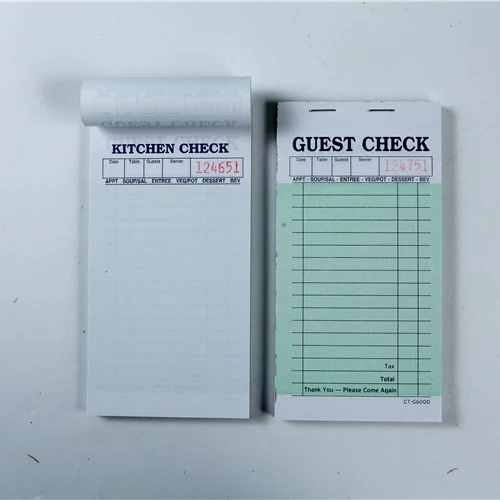 GUEST CHECK
KITCHEN CHECK
Date Table Guests Server 124651
APPT SOUP/SAL ENTREE VEG/POT DESSERT BEV
GUEST CHECK
Date Table Guests Server 124751
APPT - SOUP/SAL - ENTREE - VEG/POT - DESSERT - BEV
Tax
Total
Thank You — Please Come Again
CT-G6000